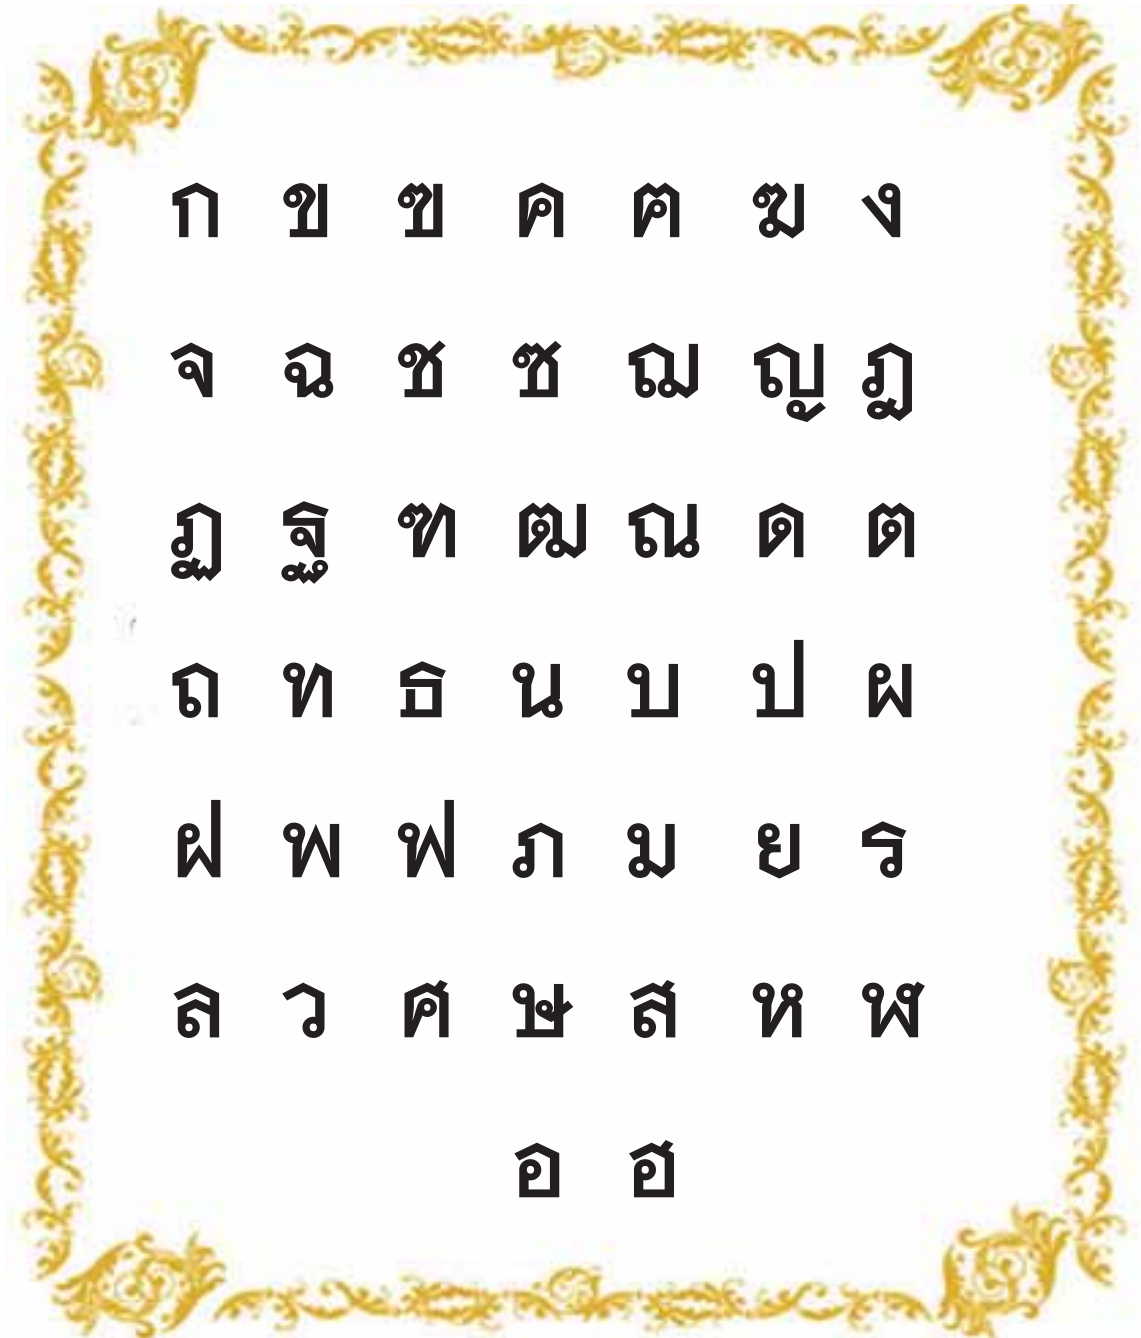 ก ข ฃ ค ฅ ฆ ง
จ ฉ ช ซ ฌ ญ ฎ
ฏ ฐ ฑ ฒ ณ ด ต
ถ ท ธ น บ ป ผ
ฝ พ ฟ ภ ม ย ร
ล ว ศ ษ ส ห ฬ
อ ฮ